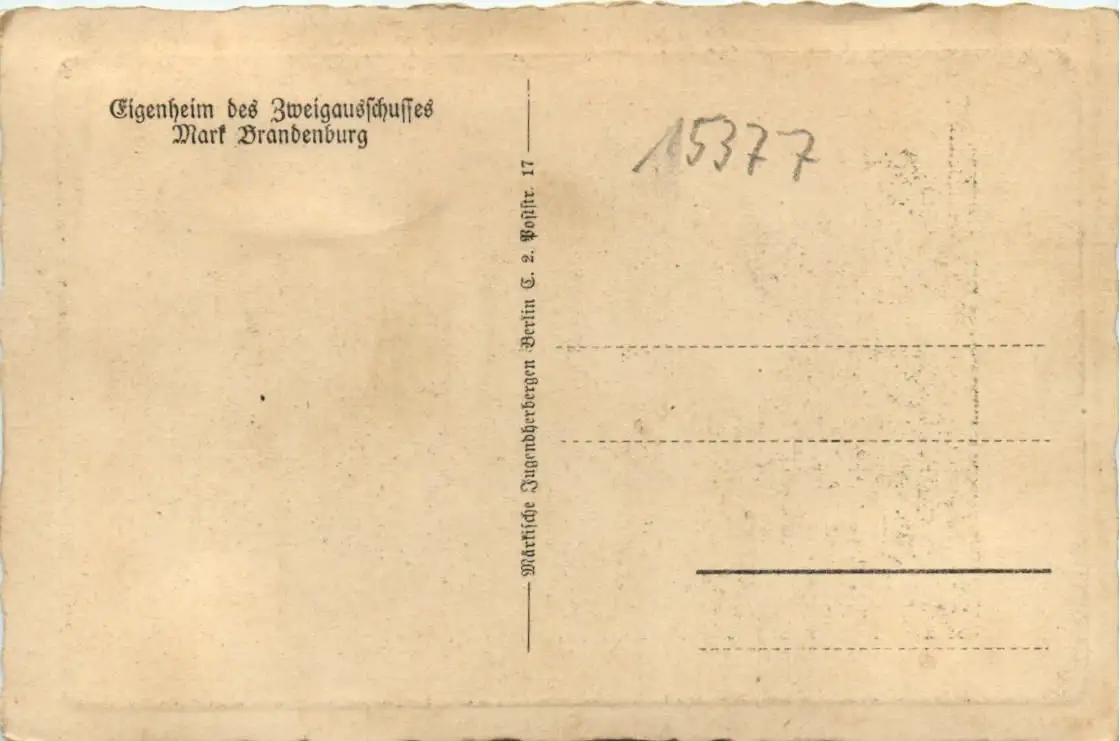 Eigenheim des Zweigausschusses
Mark Brandenburg
Märkische Jugendherbergen Berlin C. 2. Poststr. 17
15377